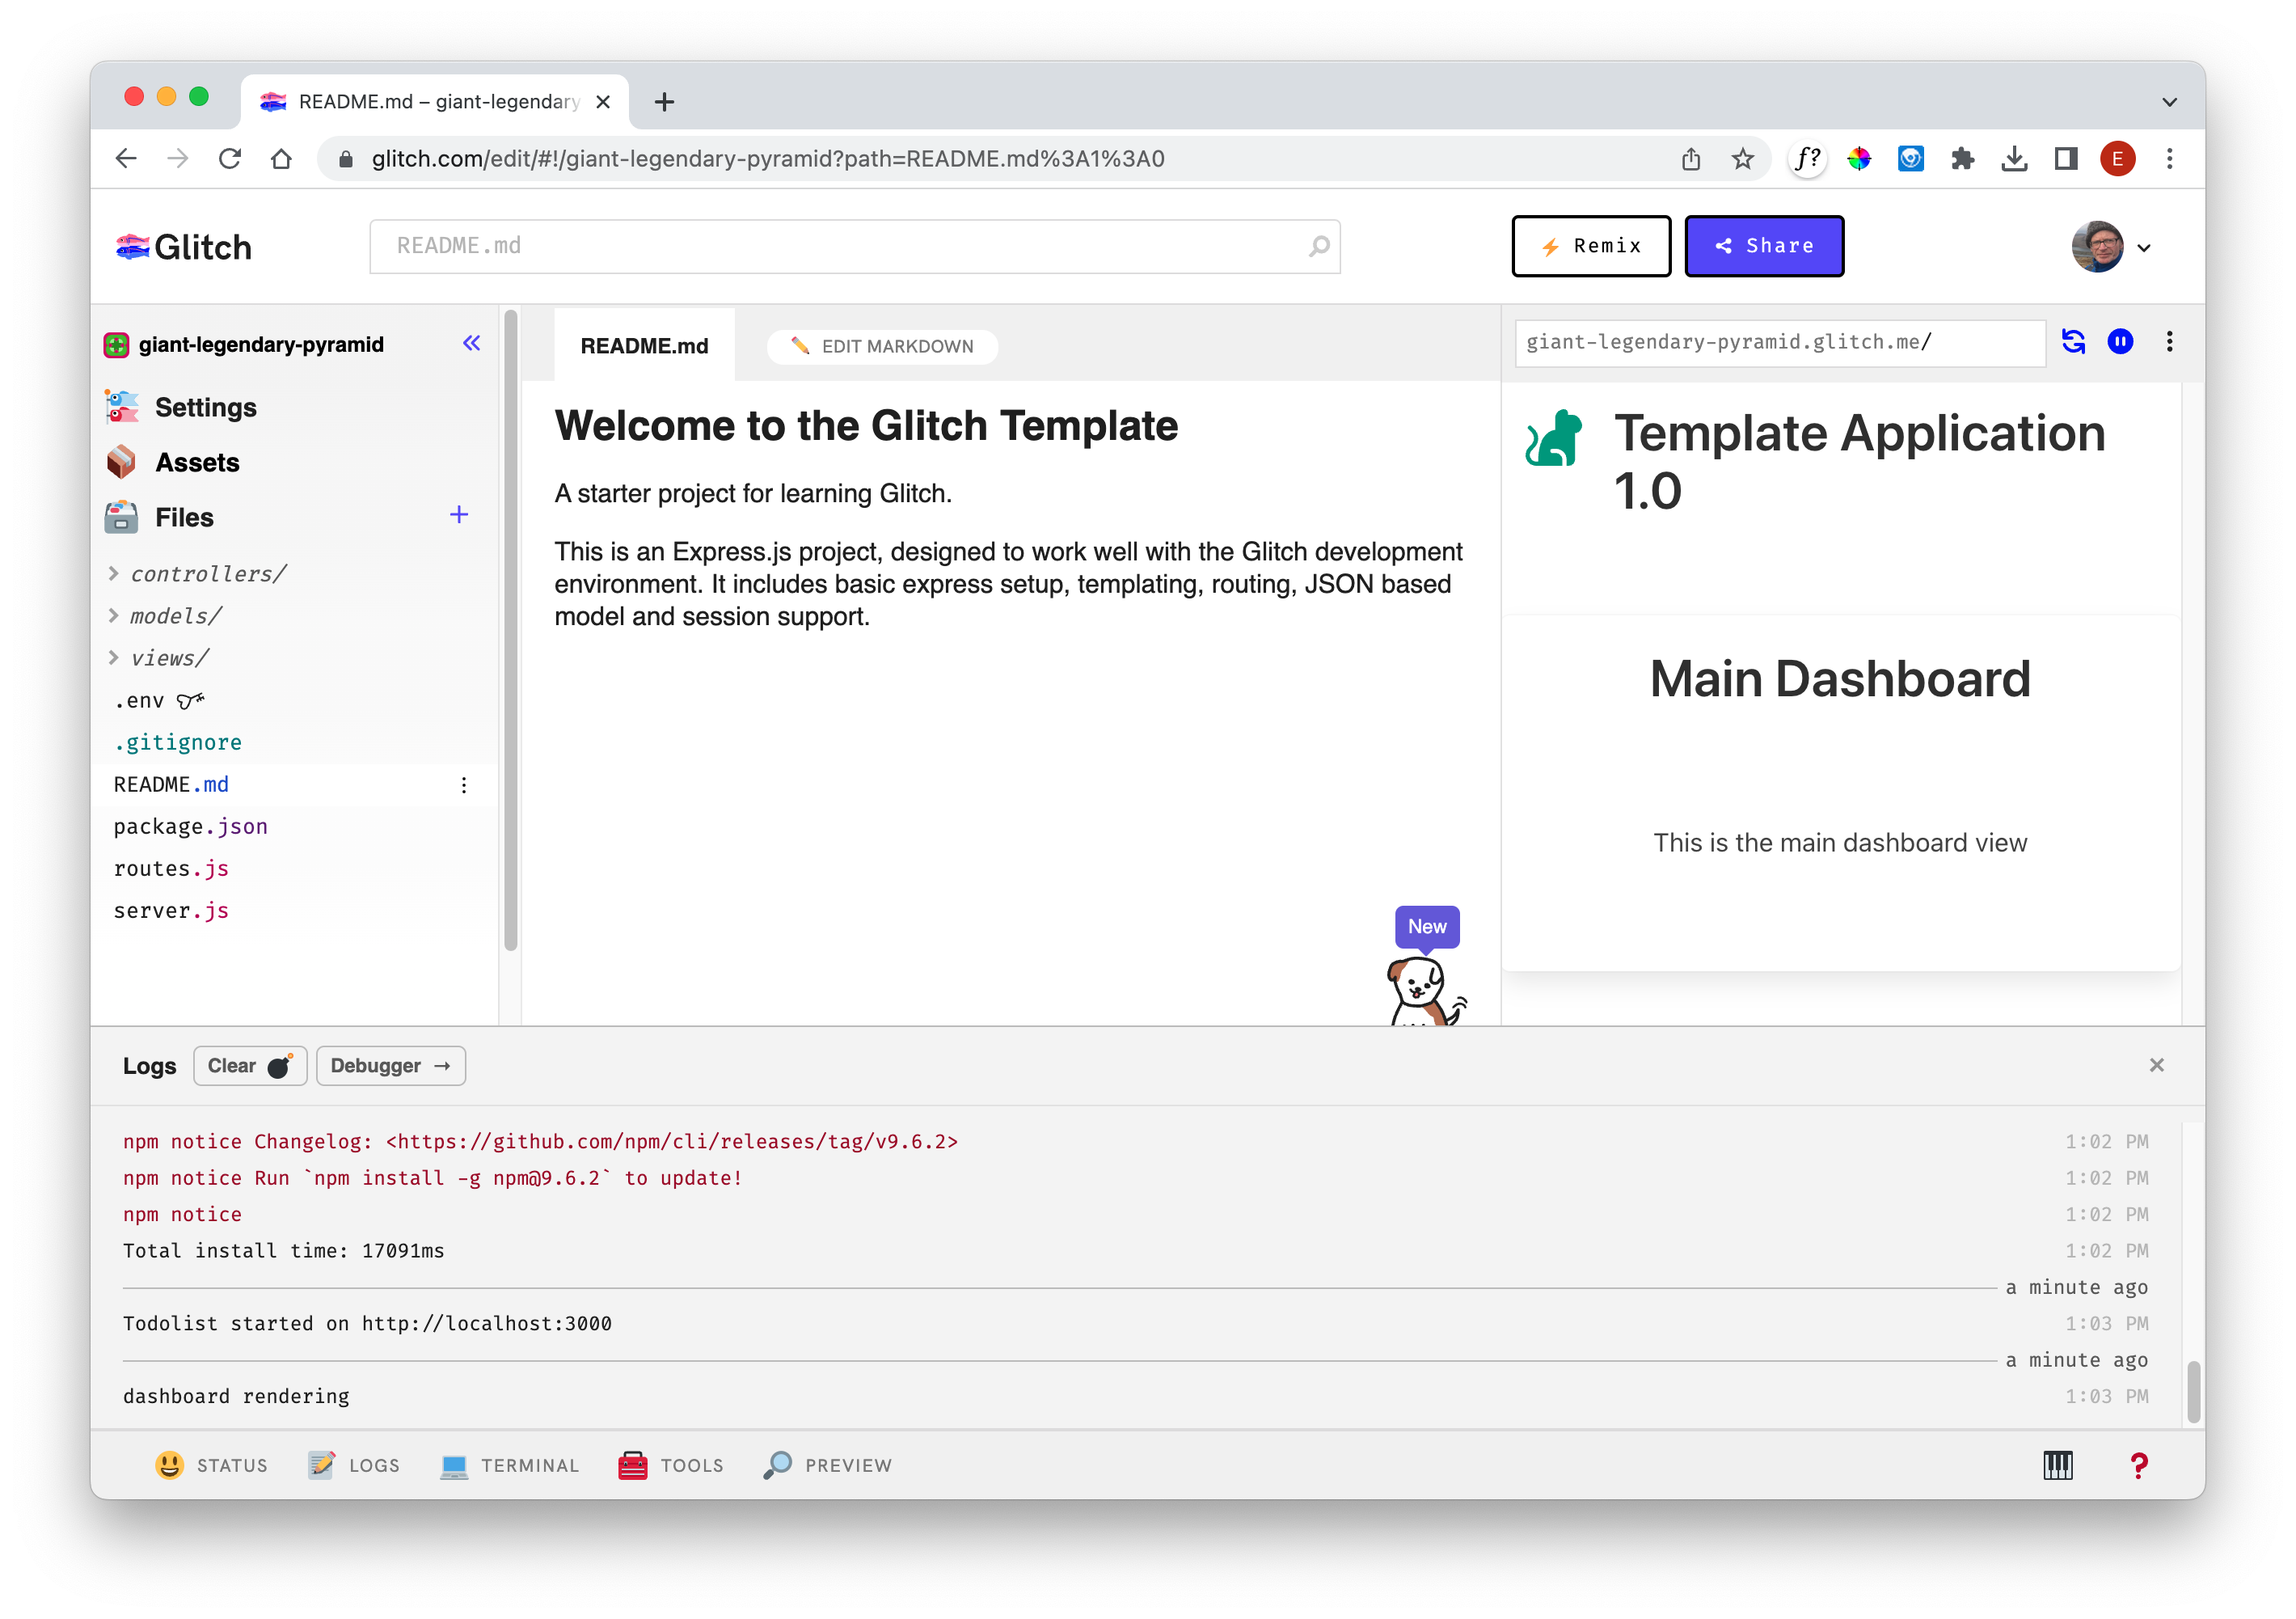 README.md – giant-legendary
glitch.com/edit/#!/giant-legendary-pyramid?path=README.md%3A1%3A0
f?
E
Glitch
README.md
Remix
Share
giant-legendary-pyramid
Settings
Assets
Files
controllers/
models/
views/
.env
.gitignore
README.md
package.json
routes.js
server.js
README.md
EDIT MARKDOWN
Welcome to the Glitch Template
A starter project for learning Glitch.
This is an Express.js project, designed to work well with the Glitch development
environment. It includes basic express setup, templating, routing, JSON based
model and session support.
New
giant-legendary-pyramid.glitch.me/
Template Application
1.0
Main Dashboard
This is the main dashboard view
Logs
Clear
Debugger →
npm notice Changelog: <https://github.com/npm/cli/releases/tag/v9.6.2> 1:02 PM
npm notice Run `npm install -g npm@9.6.2` to update! 1:02 PM
npm notice 1:02 PM
Total install time: 17091ms 1:02 PM
a minute ago
Todolist started on http://localhost:3000 1:03 PM
a minute ago
dashboard rendering 1:03 PM
STATUS
LOGS
TERMINAL
TOOLS
PREVIEW
?